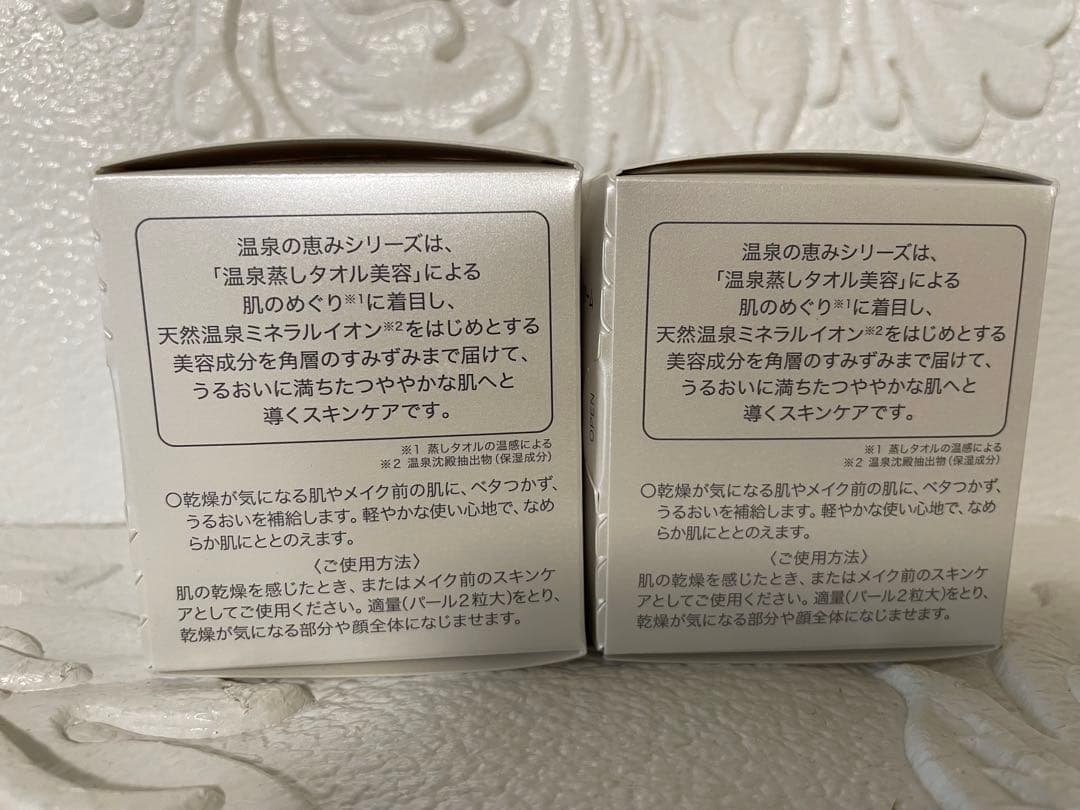 温泉の恵みシリーズは、
「温泉蒸しタオル美容」による
肌のめぐり※1に着目し、
天然温泉ミネラルイオン※2をはじめとする
美容成分を角層のすみずみまで届けて、
うるおいに満ちたつややかな肌へと
導くスキンケアです。
※1 蒸しタオルの温感による
※2 温泉沈殿抽出物（保湿成分）
○乾燥が気になる肌やメイク前の肌に、ベタつかず、
うるおいを補給します。軽やかな使い心地で、なめ
らか肌にととのえます。
〈ご使用方法〉
肌の乾燥を感じたとき、またはメイク前のスキンケ
アとしてご使用ください。適量（パール2粒大）をとり、
乾燥が気になる部分や顔全体になじませます。
OPEN
温泉の恵みシリーズは、
「温泉蒸しタオル美容」による
肌のめぐり※1に着目し、
天然温泉ミネラルイオン※2をはじめとする
美容成分を角層のすみずみまで届けて、
うるおいに満ちたつややかな肌へと
導くスキンケアです。
※1 蒸しタオルの温感による
※2 温泉沈殿抽出物（保湿成分）
○乾燥が気になる肌やメイク前の肌に、ベタつかず、
うるおいを補給します。軽やかな使い心地で、なめ
らか肌にととのえます。
〈ご使用方法〉
肌の乾燥を感じたとき、またはメイク前のスキンケ
アとしてご使用ください。適量（パール2粒大）をとり、
乾燥が気になる部分や顔全体になじませます。